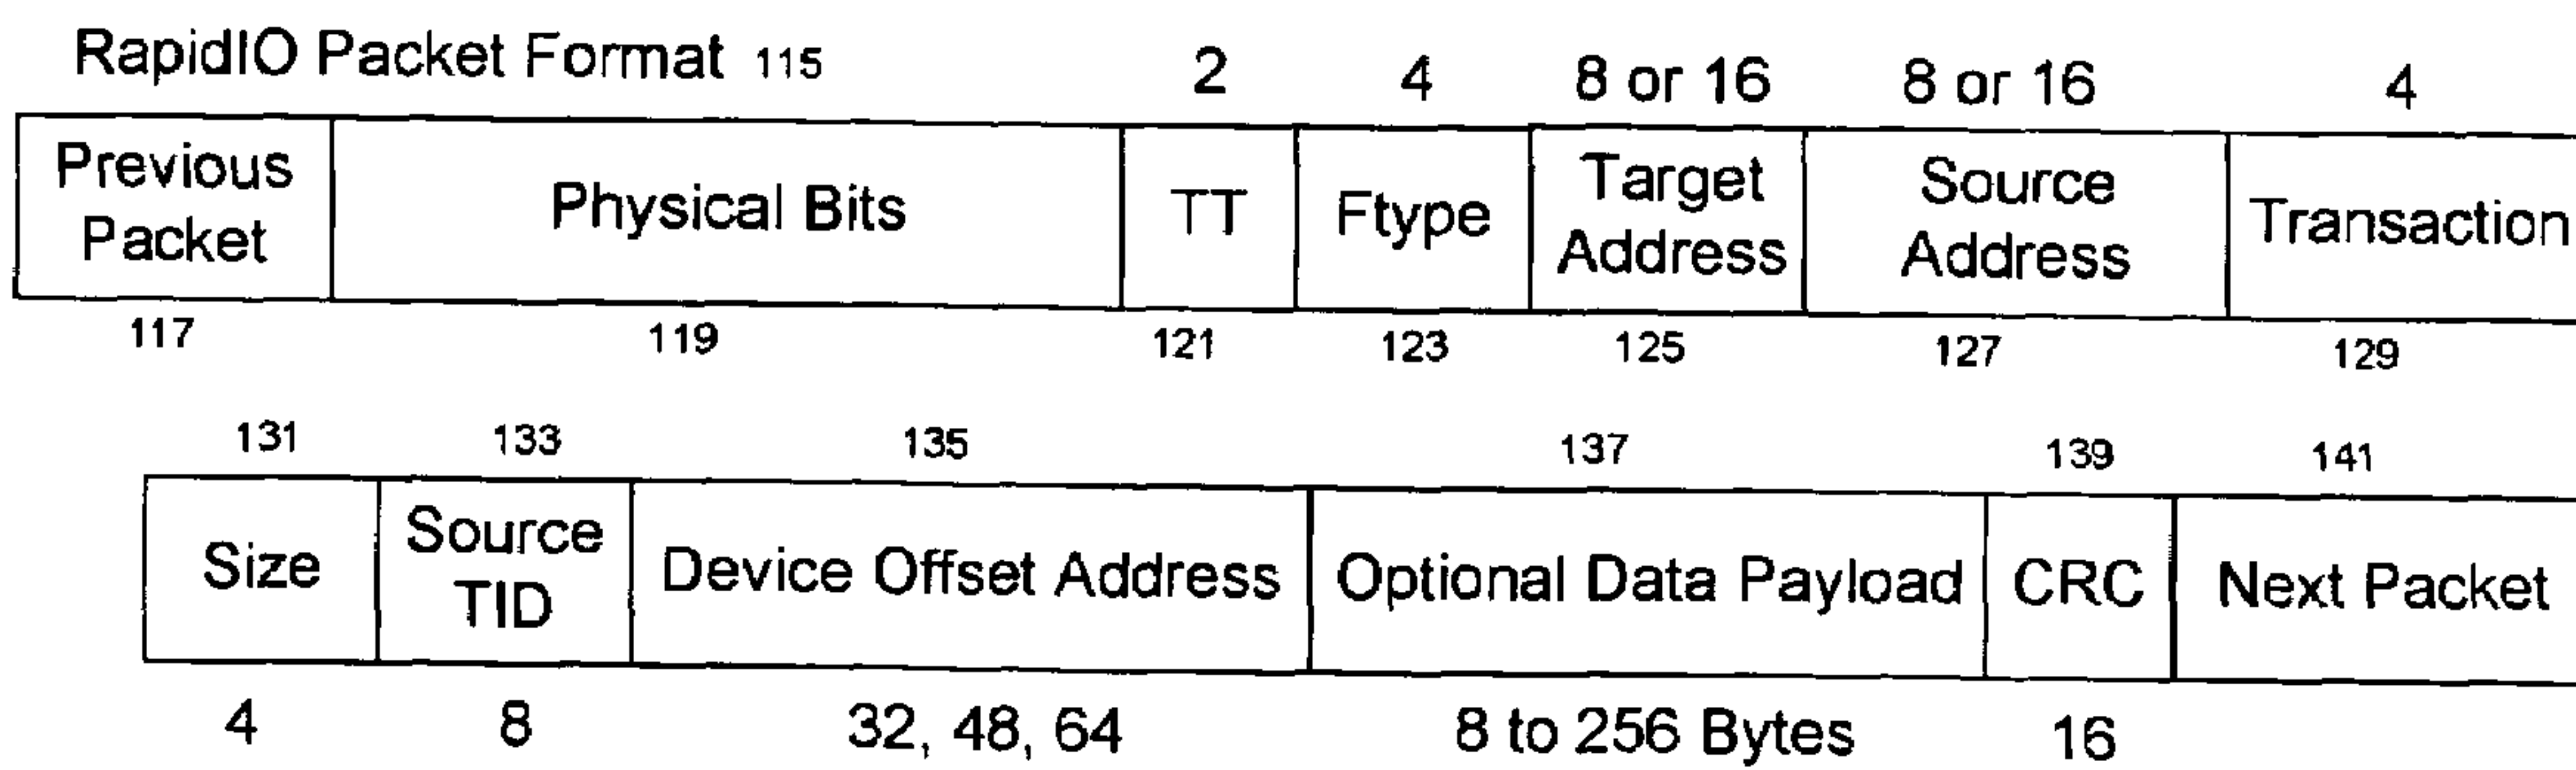 RapidIO Packet Format 115
2 4 8 or 16 8 or 16 4
Previous Packet
Physical Bits
TT
Ftype
Target Address
Source Address
Transaction
117 119 121 123 125 127 129
131 133 135 137 139 141
Size
Source TID
Device Offset Address
Optional Data Payload
CRC
Next Packet
4 8 32, 48, 64 8 to 256 Bytes 16